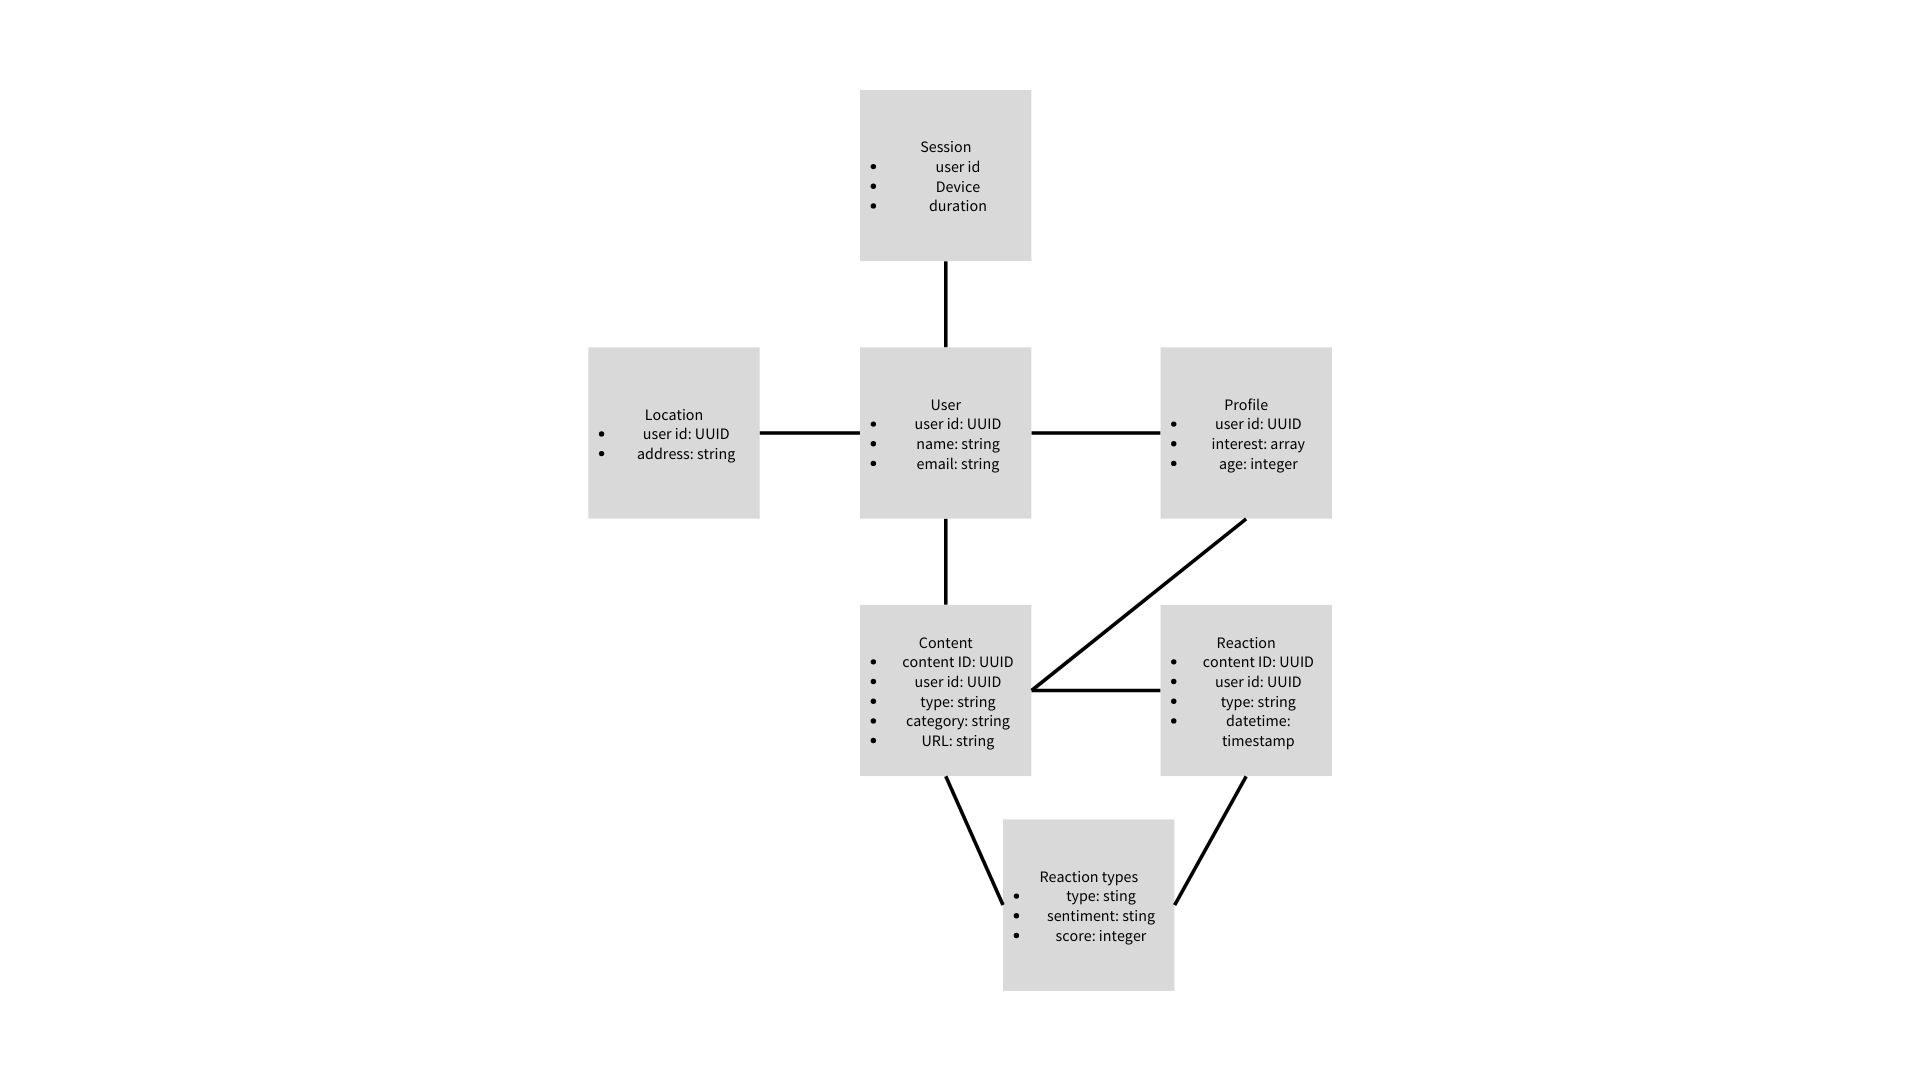 Session
• user id
• Device
• duration
Location
• user id: UUID
• address: string
User
• user id: UUID
• name: string
• email: string
Profile
• user id: UUID
• interest: array
• age: integer
Content
• content ID: UUID
• user id: UUID
• type: string
• category: string
• URL: string
Reaction
• content ID: UUID
• user id: UUID
• type: string
• datetime:
timestamp
Reaction types
• type: sting
• sentiment: sting
• score: integer